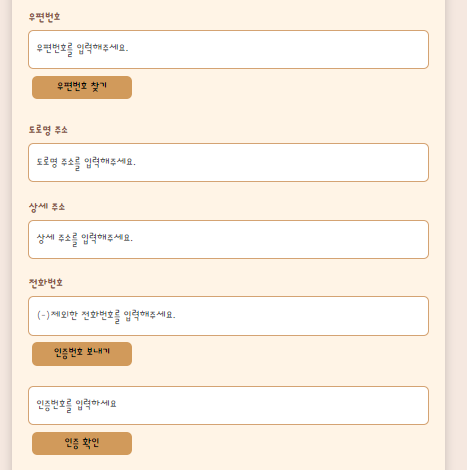 우편번호
우편번호를 입력해주세요.
우편번호 찾기
도로명 주소
도로명 주소를 입력해주세요.
상세 주소
상세 주소를 입력해주세요.
전화번호
(-)제외한 전화번호를 입력해주세요.
인증번호 보내기
인증번호를 입력하세요
인증 확인